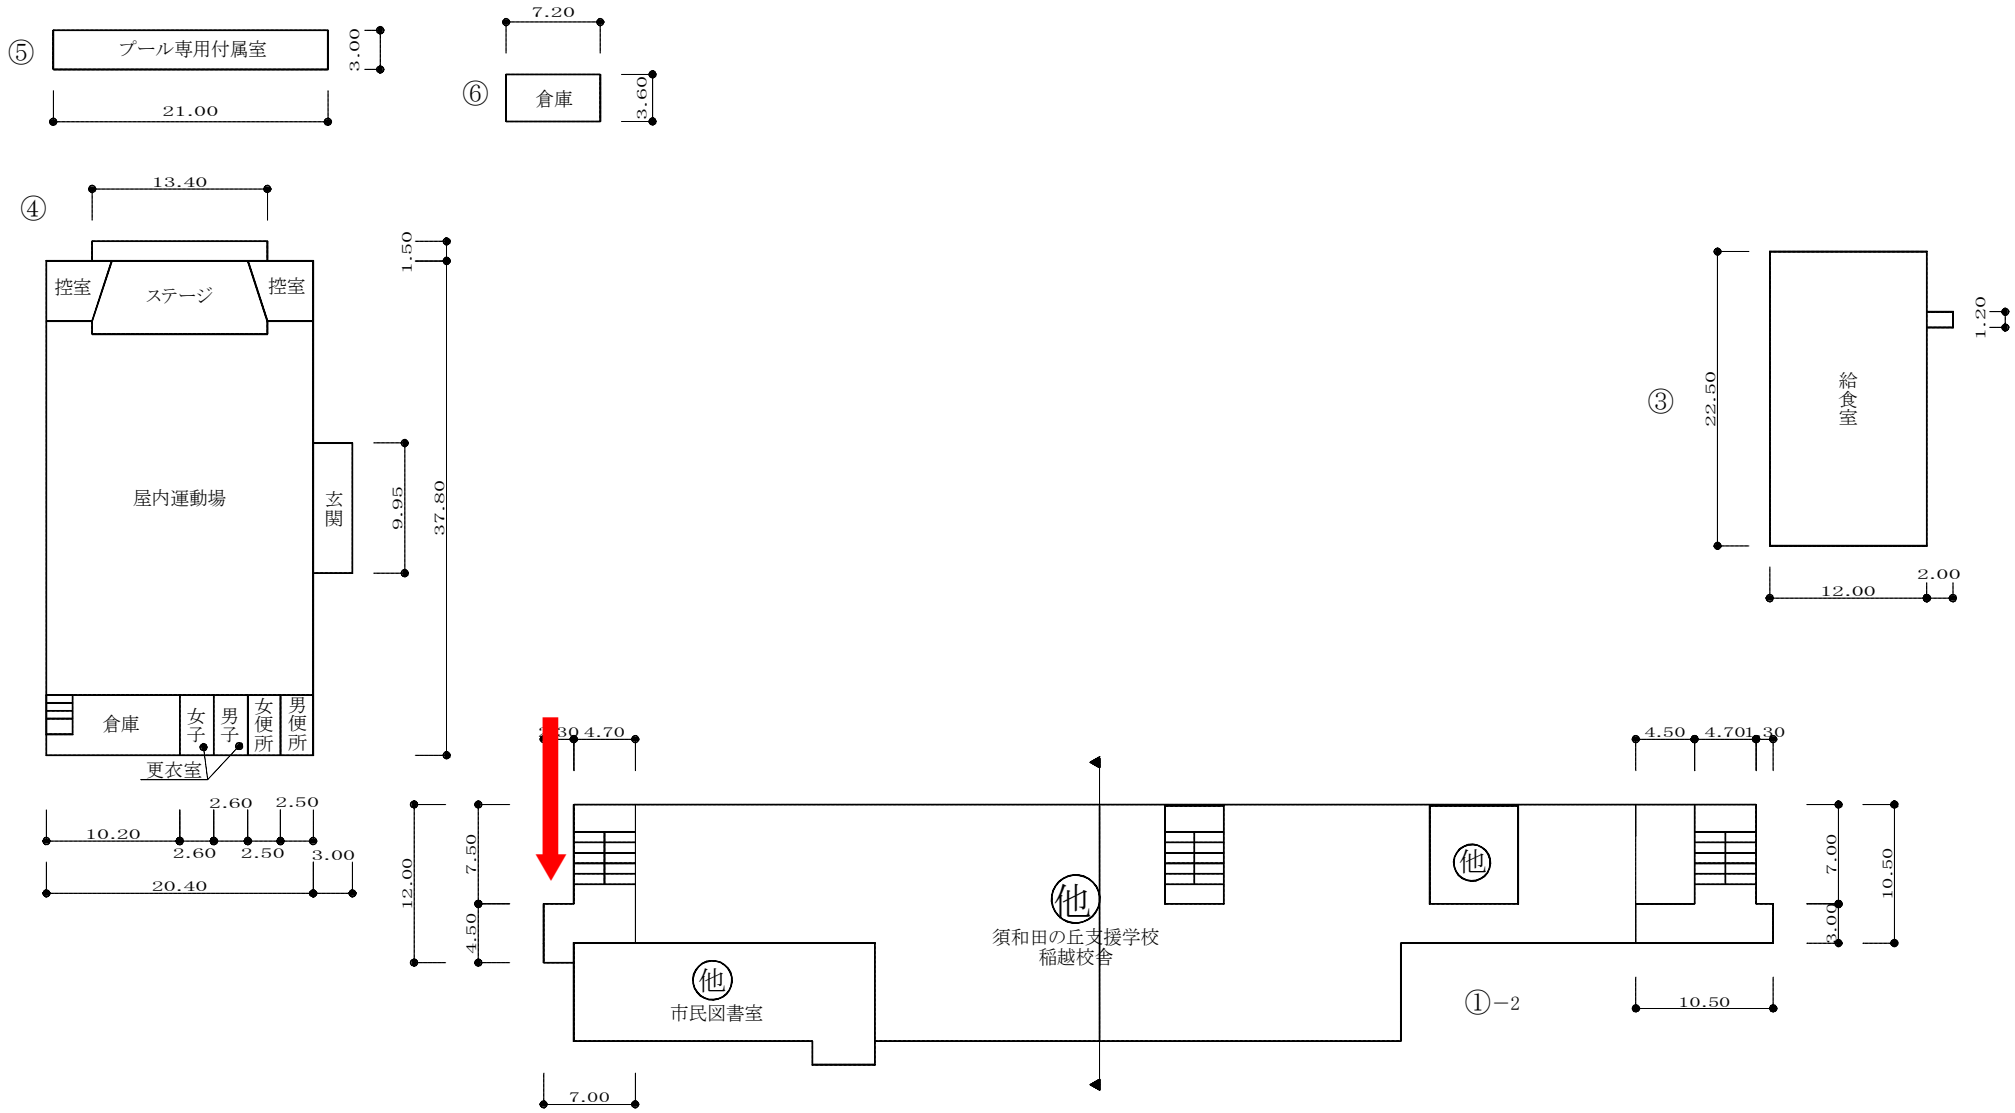 7.20
⑤
プール専用付属室
3.00
⑥
倉庫
3.60
21.00
13.40
④
1.50
控室
ステージ
控室
屋内運動場
玄関
9.95
37.80
③
22.50
給食室
1.20
12.00
2.00
倉庫
女子
男子
女便所
男便所
更衣室
10.20
2.60
2.60
2.50
2.50
3.00
20.40
4.70
4.50
4.70
1.30
12.00
7.50
4.50
他
須和田の丘支援学校
稲越校舎
他
7.00
3.00
10.50
他
市民図書室
①-2
10.50
7.00